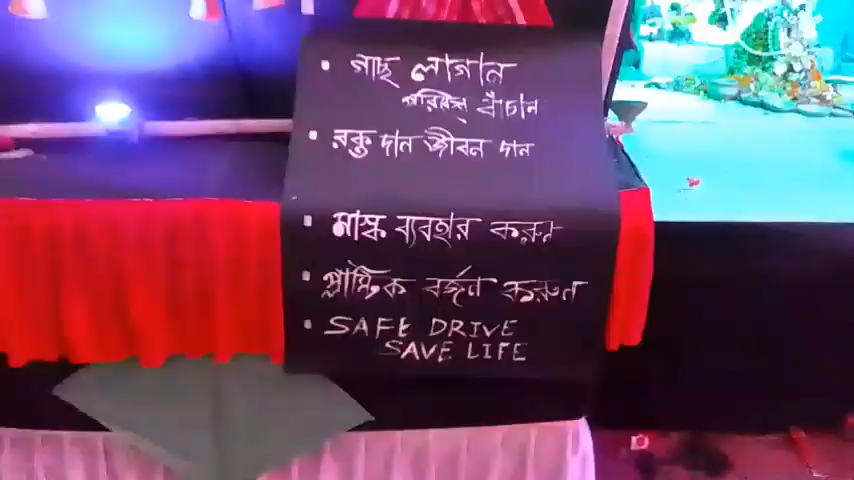 ▪ গাছ লাগান
পরিবেশ বাঁচান
▪ রক্ত দান জীবন দান
▪ মাস্ক ব্যবহার করুন
▪ প্লাস্টিক বর্জন করুন
▪ SAFE DRIVE
SAVE LIFE